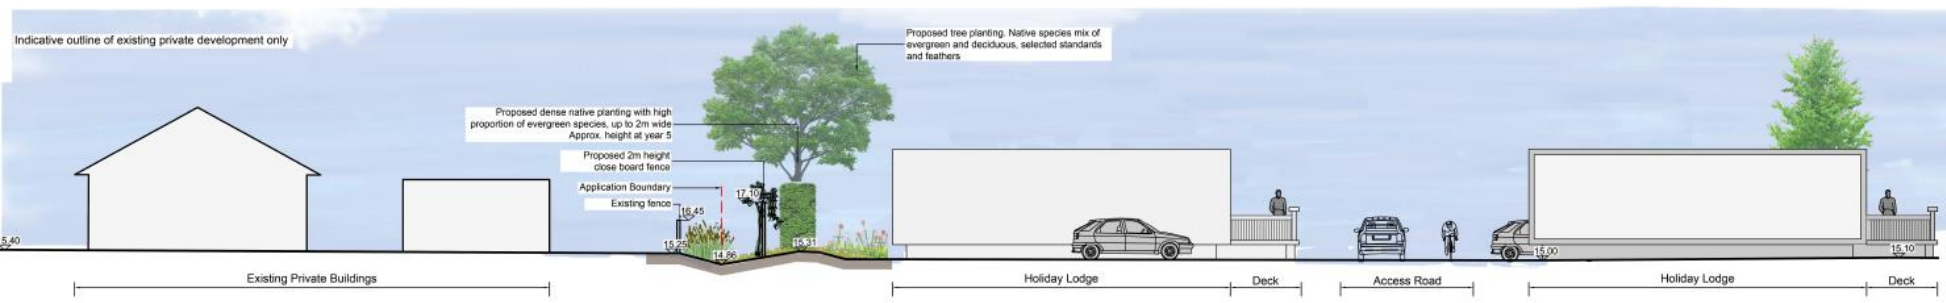 Indicative outline of existing private development only
Proposed tree planting. Native species mix of
evergreen and deciduous, selected standards
and feathers
Proposed dense native planting with high
proportion of evergreen species, up to 2m wide
Approx. height at year 5
Proposed 2m height
close board fence
Application Boundary
Existing fence
17.10
16.45
5.40
15.25
14.86
15.31
15.00
15.10
Existing Private Buildings
Holiday Lodge
Deck
Access Road
Holiday Lodge
Deck